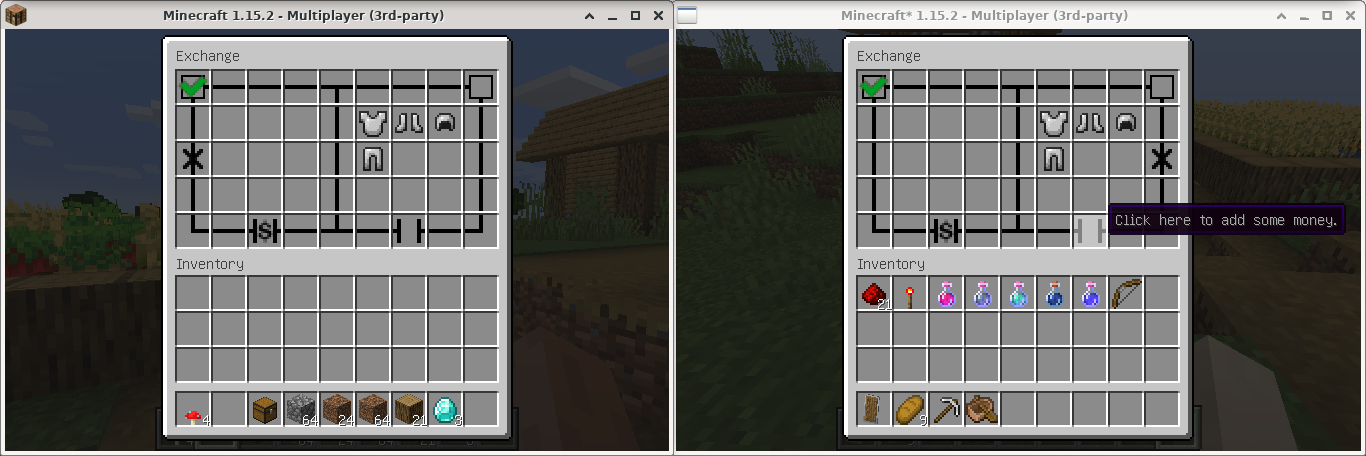 Minecraft 1.15.2 - Multiplayer (3rd-party)
Exchange
$
Inventory
4
64
24
64
21
3
Minecraft* 1.15.2 - Multiplayer (3rd-party)
Exchange
$
Click here to add some money.
Inventory
21
9